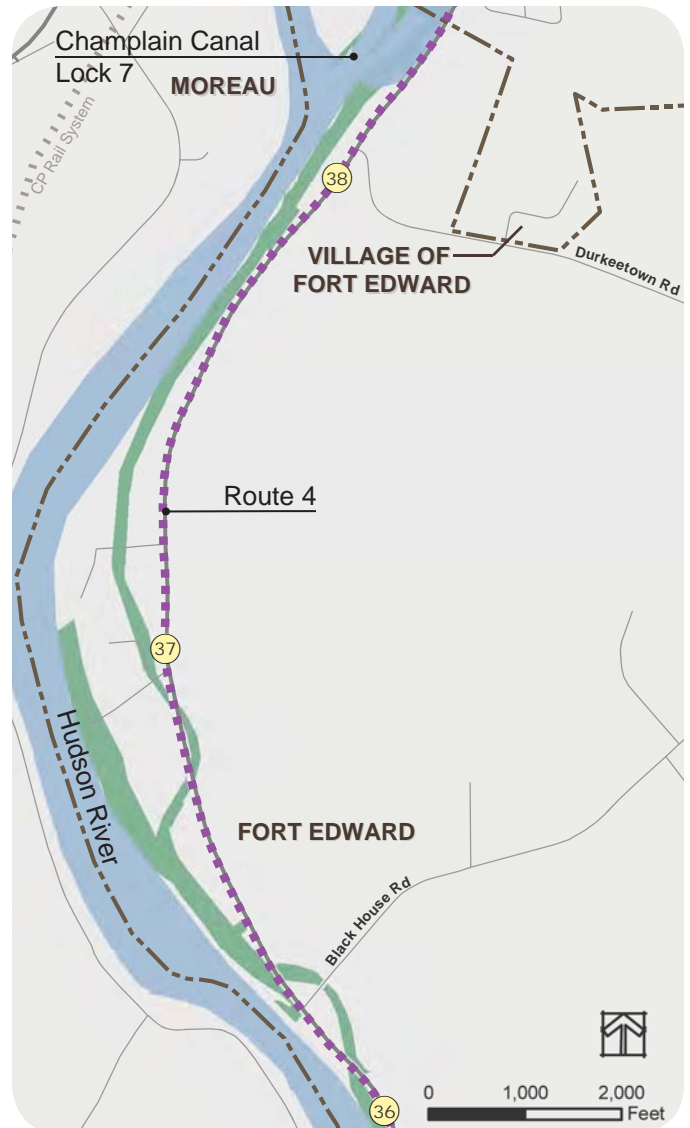 Champlain Canal
Lock 7
MOREAU
CP Rail System
38
VILLAGE OF
FORT EDWARD
Durkeetown Rd
Route 4
37
Hudson River
FORT EDWARD
Black House Rd
36
0 1,000 2,000
Feet